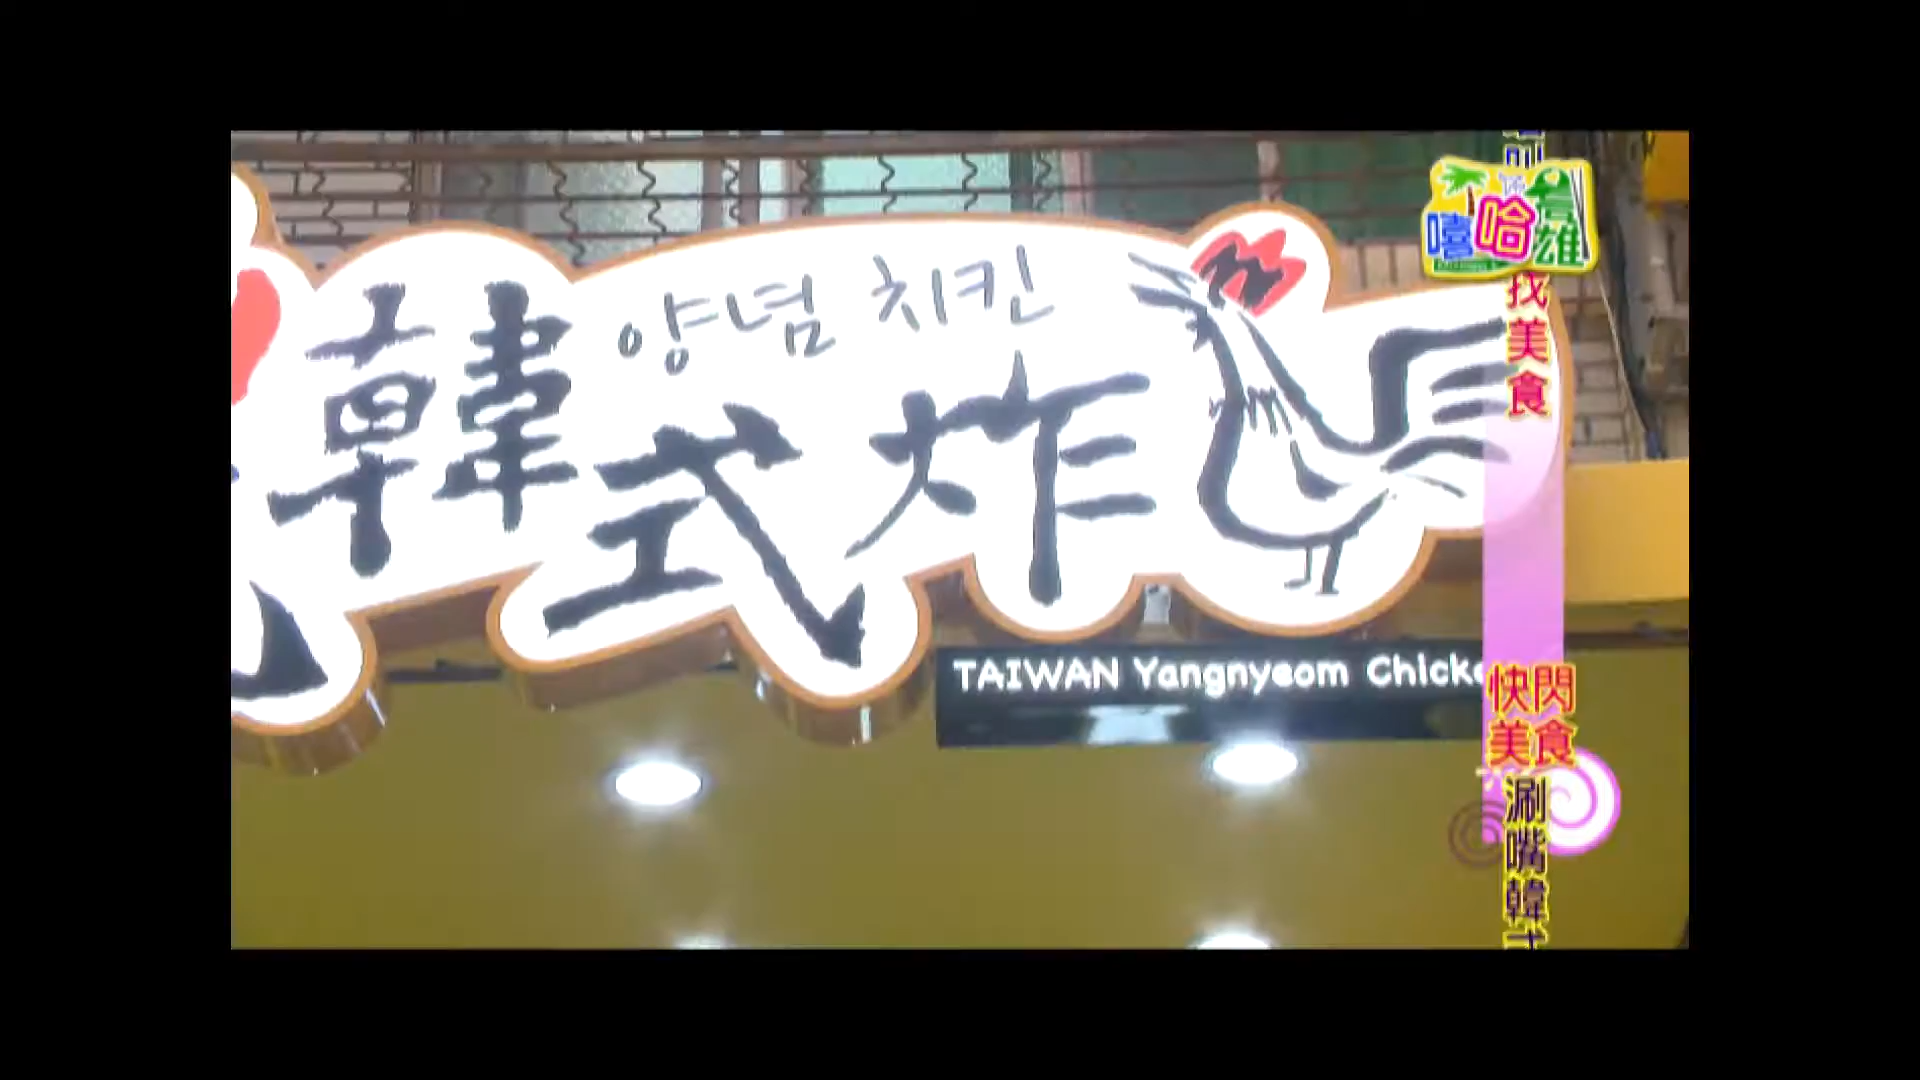 양념 치킨
韓式炸
TAIWAN Yangnyeom Chicke
嘻哈
雄
找美食
快閃
美食
涮嘴韓式